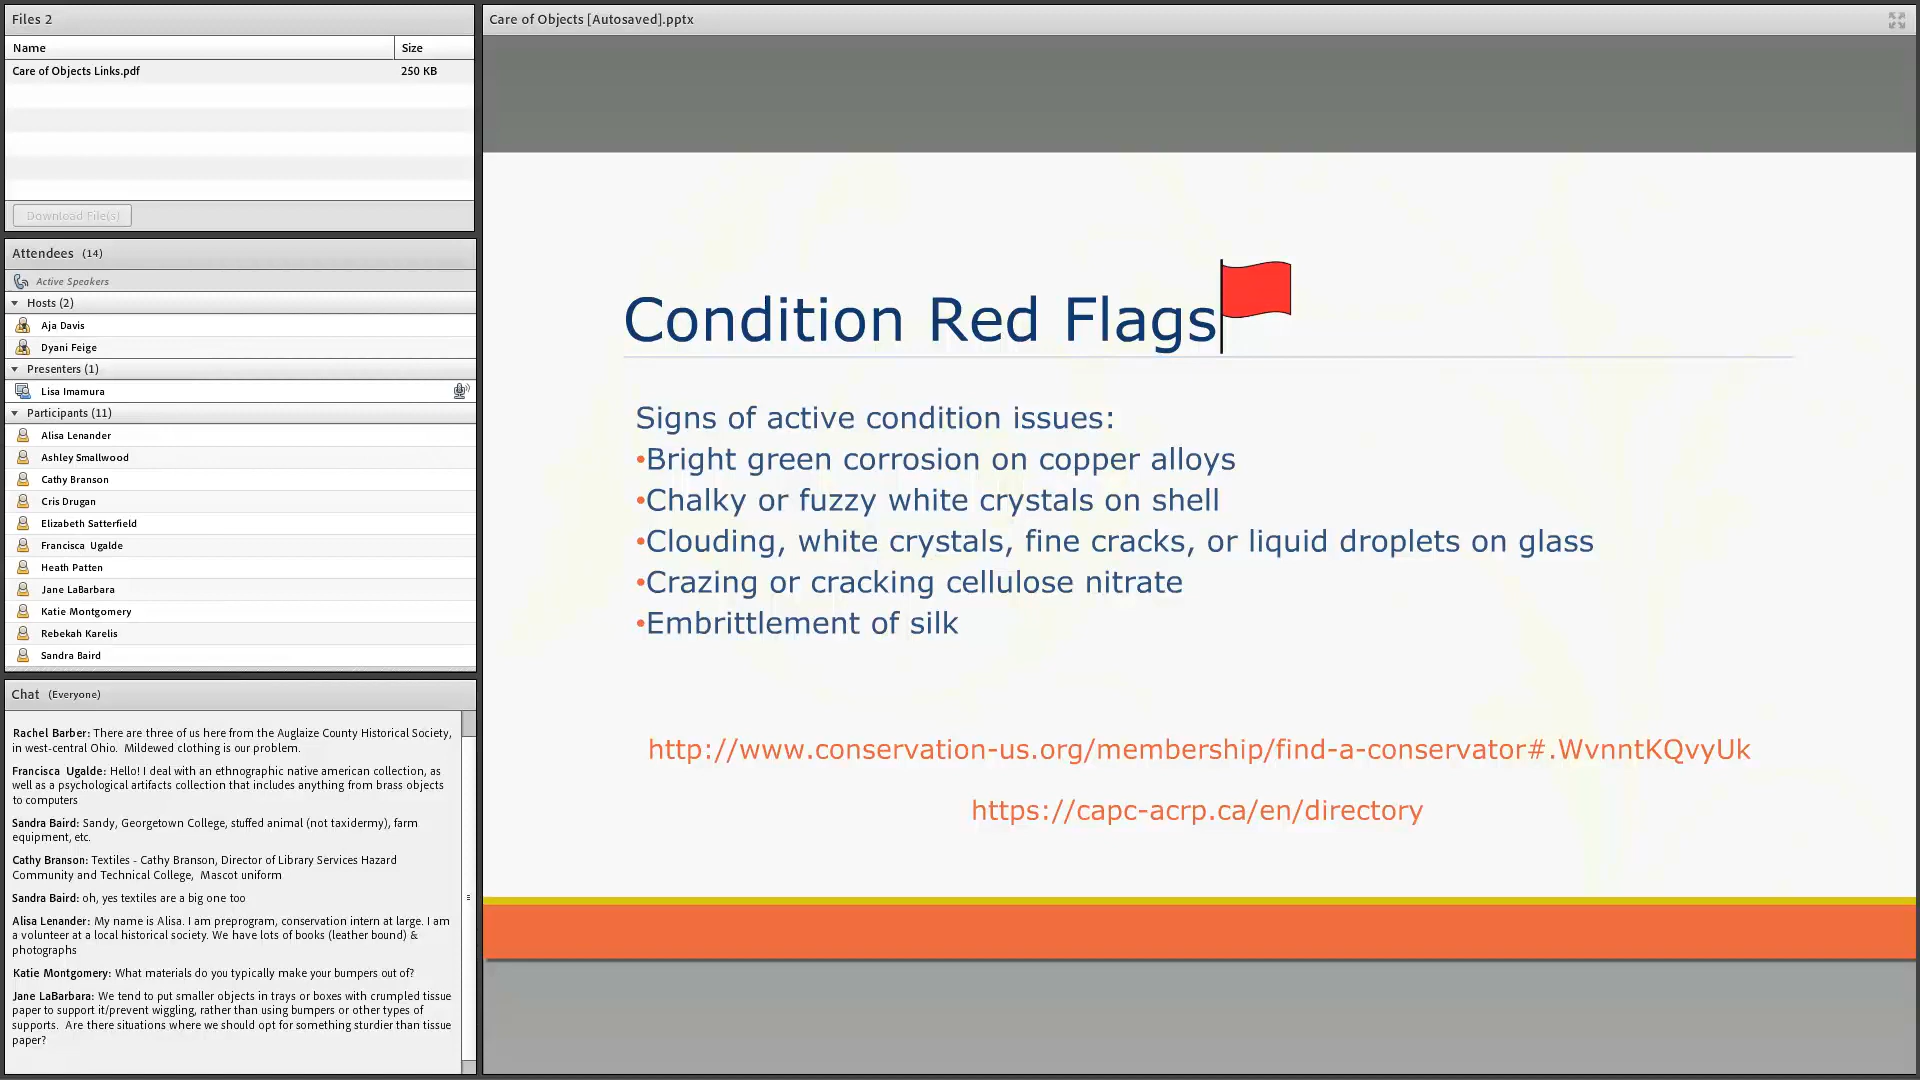 Files 2
Name
Size
Care of Objects Links.pdf
250 KB
Download File(s)
Attendees (14)
Active Speakers
Hosts (2)
Aja Davis
Dyani Feige
Presenters (1)
Lisa Imamura
Participants (11)
Alisa Lenander
Ashley Smallwood
Cathy Branson
Cris Drugan
Elizabeth Satterfield
Francisca Ugalde
Heath Patten
Jane LaBarbara
Katie Montgomery
Rebekah Karelis
Sandra Baird
Chat (Everyone)
Rachel Barber: There are three of us here from the Auglaize County Historical Society,
in west-central Ohio. Mildewed clothing is our problem.
Francisca Ugalde: Hello! I deal with an ethnographic native american collection, as
well as a psychological artifacts collection that includes anything from brass objects
to computers
Sandra Baird: Sandy, Georgetown College, stuffed animal (not taxidermy), farm
equipment, etc.
Cathy Branson: Textiles - Cathy Branson, Director of Library Services Hazard
Community and Technical College, Mascot uniform
Sandra Baird: oh, yes textiles are a big one too
Alisa Lenander: My name is Alisa. I am preprogram, conservation intern at large. I am
a volunteer at a local historical society. We have lots of books (leather bound) &
photographs
Katie Montgomery: What materials do you typically make your bumpers out of?
Jane LaBarbara: We tend to put smaller objects in trays or boxes with crumpled tissue
paper to support it/prevent wiggling, rather than using bumpers or other types of
supports. Are there situations where we should opt for something sturdier than tissue
paper?
Care of Objects [Autosaved].pptx
Condition Red Flags
Signs of active condition issues:
•Bright green corrosion on copper alloys
•Chalky or fuzzy white crystals on shell
•Clouding, white crystals, fine cracks, or liquid droplets on glass
•Crazing or cracking cellulose nitrate
•Embrittlement of silk
http://www.conservation-us.org/membership/find-a-conservator#.WvnntKQvyUk
https://capc-acrp.ca/en/directory